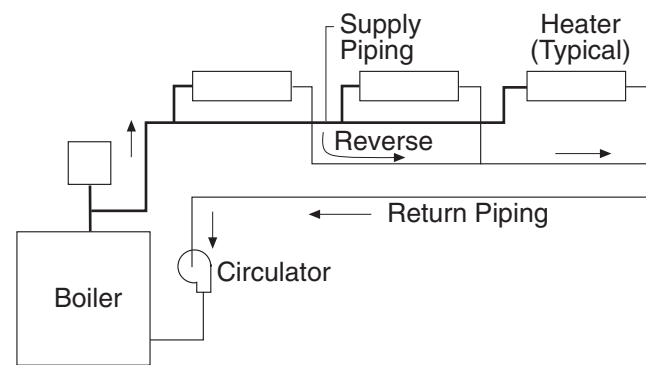 Supply
Piping
Heater
(Typical)
Reverse
Return Piping
Circulator
Boiler